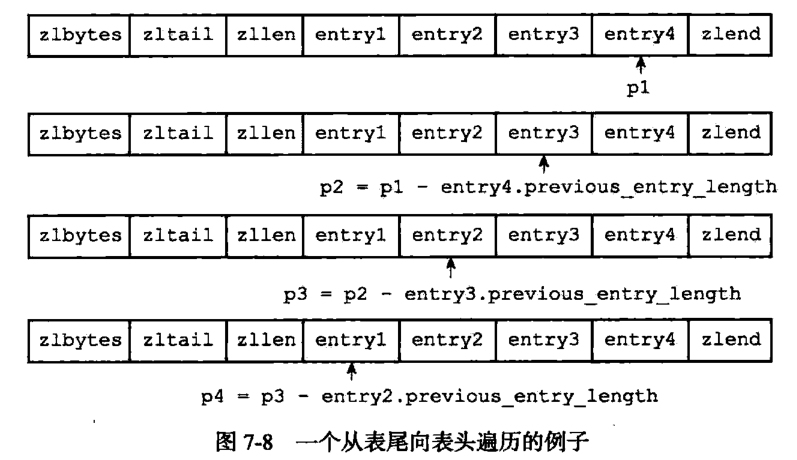 zlbytes zltail zllen entry1 entry2 entry3 entry4 zlend
p1
zlbytes zltail zllen entry1 entry2 entry3 entry4 zlend
p2 = p1 - entry4.previous_entry_length
zlbytes zltail zllen entry1 entry2 entry3 entry4 zlend
p3 = p2 - entry3.previous_entry_length
zlbytes zltail zllen entry1 entry2 entry3 entry4 zlend
p4 = p3 - entry2.previous_entry_length
图 7-8 一个从表尾向表头遍历的例子